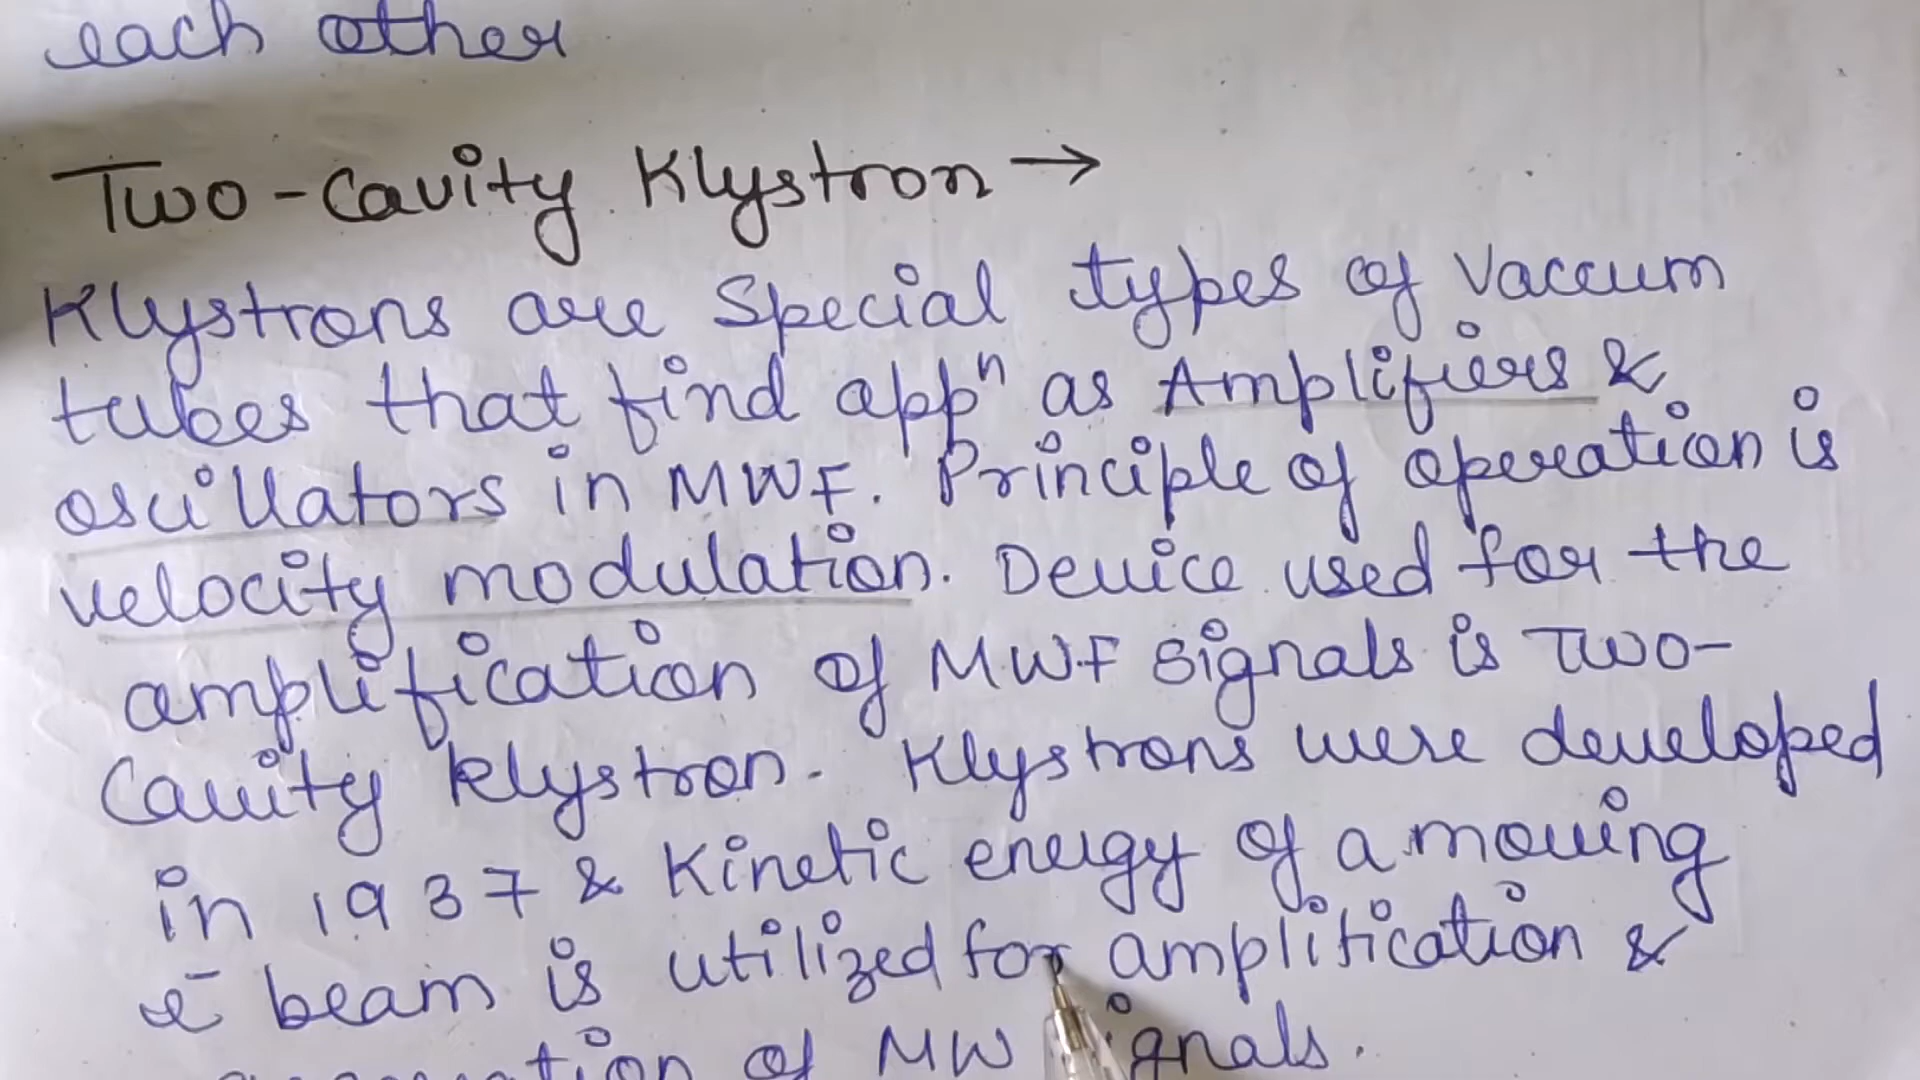 each other
Two-Cavity Klystron →
Klystrons are special types of Vaccum
tubes that find appⁿ as Amplifiers &
oscillators in MWF. Principle of operation is
velocity modulation. Device used for the
amplification of MWF signals is Two-
Cavity klystron. Klystrons were developed
in 1937 & Kinetic energy of a moving
e⁻ beam is utilized for amplification &
of MW signals.